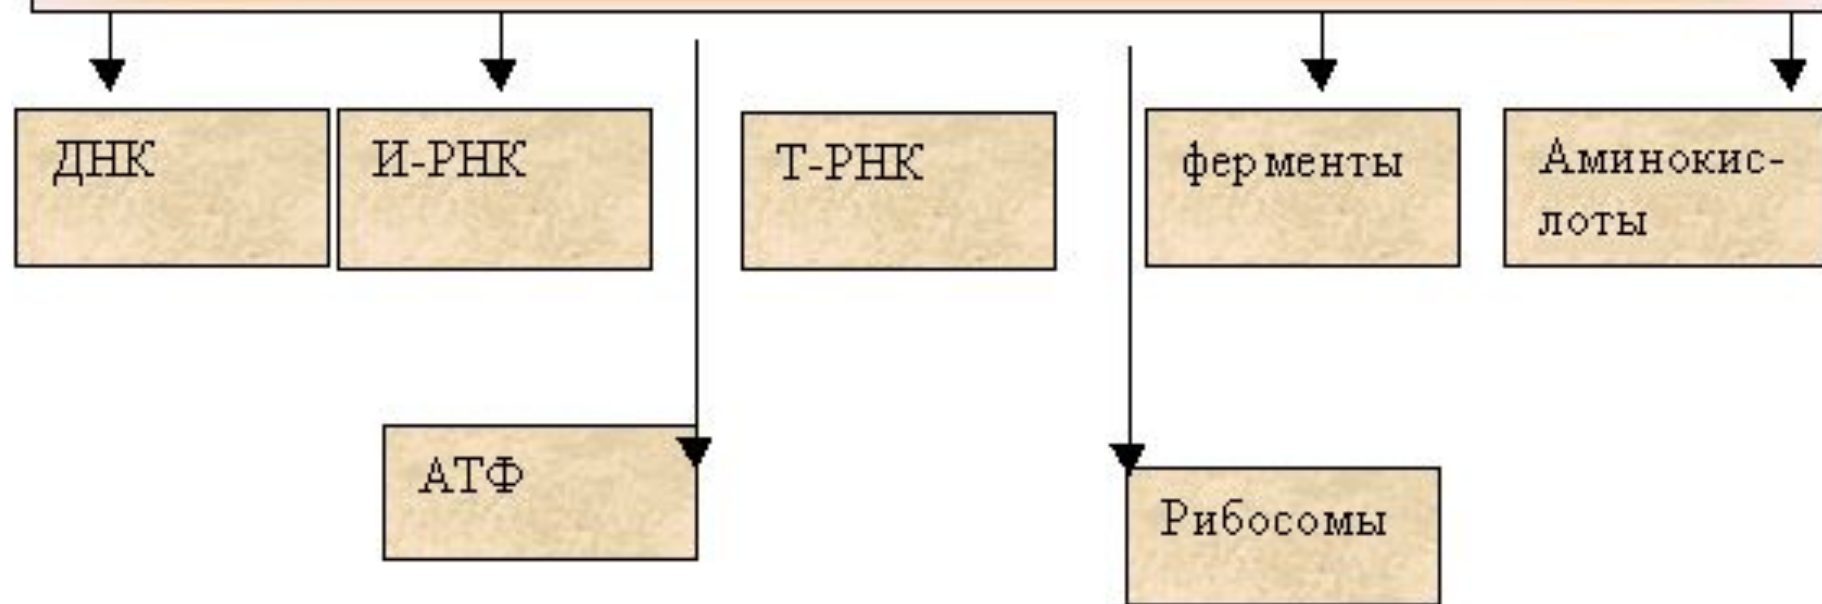 ДНК
И-РНК
Т-РНК
ферменты
Аминокис-
лоты
АТФ
Рибосомы